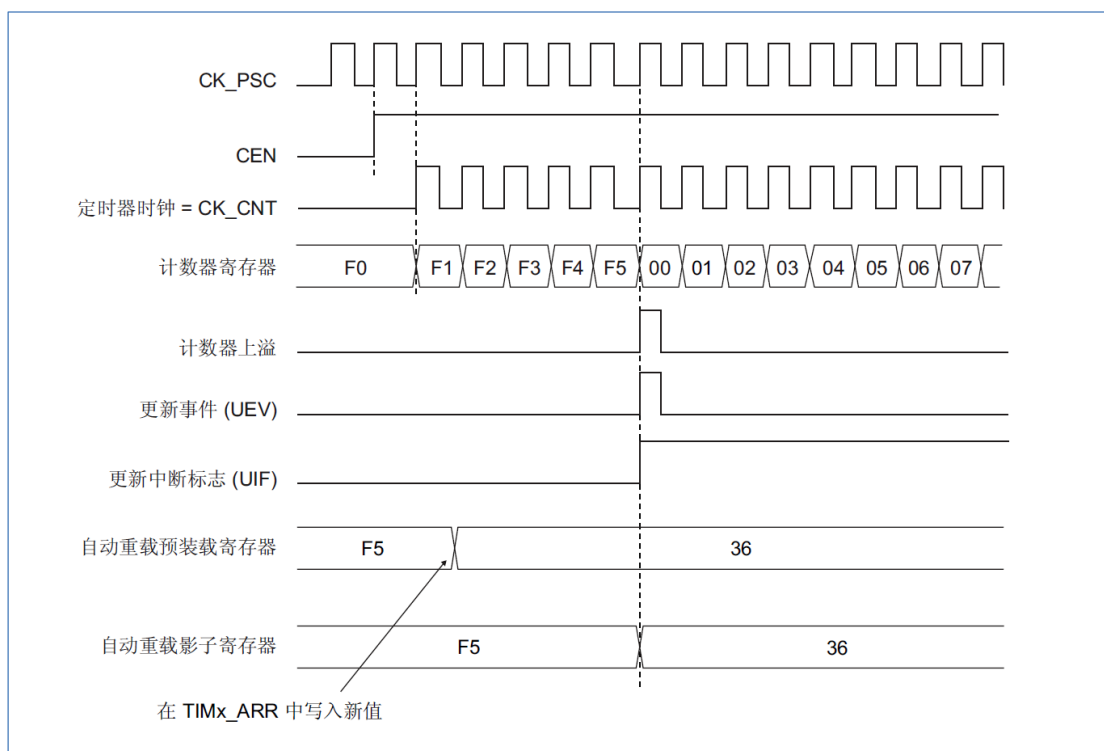 CK_PSC
CEN
定时器时钟 = CK_CNT
计数器寄存器 F0 F1 F2 F3 F4 F5 00 01 02 03 04 05 06 07
计数器上溢
更新事件 (UEV)
更新中断标志 (UIF)
自动重载预装载寄存器 F5 36
自动重载影子寄存器 F5 36
在 TIMx_ARR 中写入新值